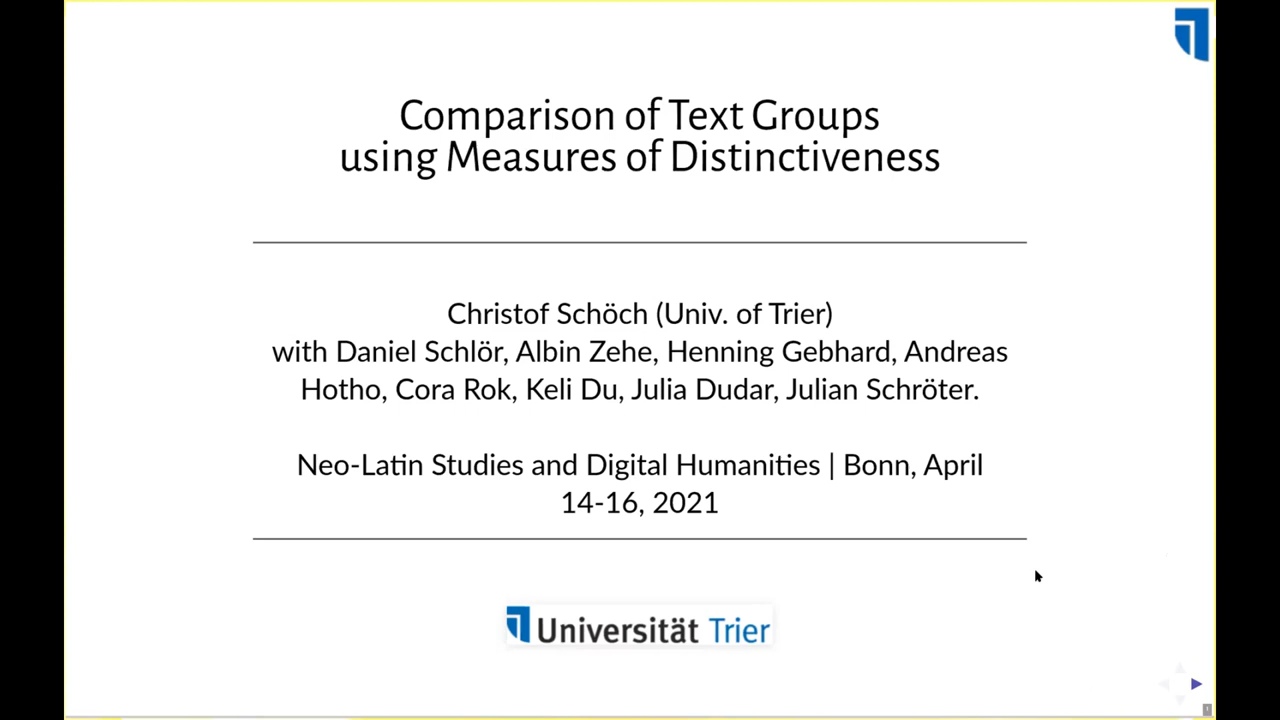 Comparison of Text Groups
using Measures of Distinctiveness
Christof Schöch (Univ. of Trier)
with Daniel Schlör, Albin Zehe, Henning Gebhard, Andreas
Hotho, Cora Rok, Keli Du, Julia Dudar, Julian Schröter.
Neo-Latin Studies and Digital Humanities | Bonn, April
14-16, 2021
Universität Trier
1